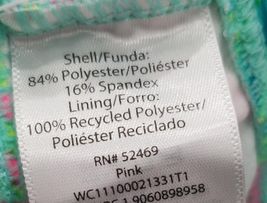 Shell/Funda:
84% Polyester/Poliéster
16% Spandex
Lining/Forro:
100% Recycled Polyester/
Poliéster Reciclado
RN# 52469
Pink
WC11100021331T1
1.9060898958